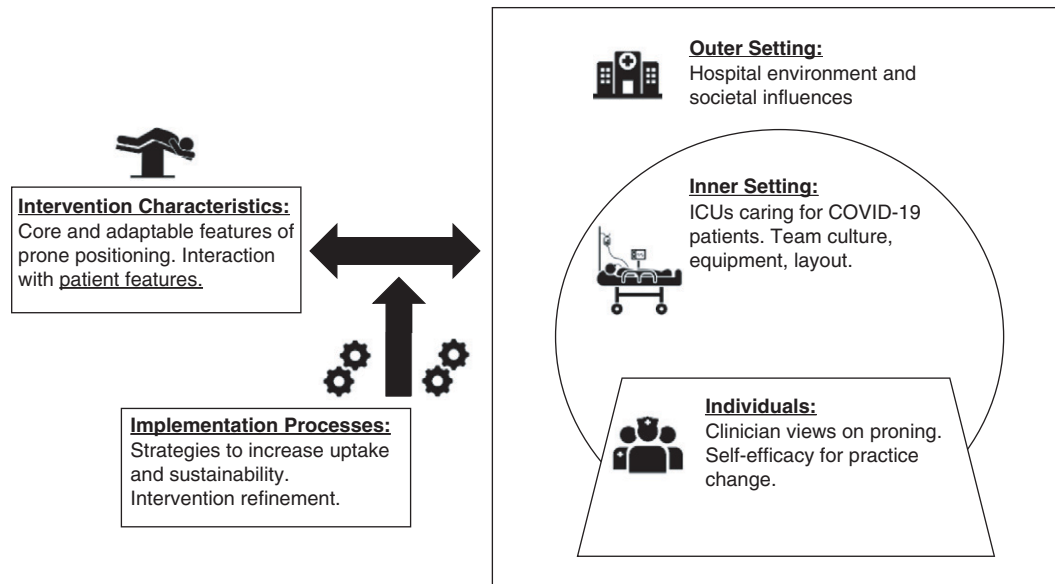 Outer Setting:
Hospital environment and
societal influences
Intervention Characteristics:
Core and adaptable features of
prone positioning. Interaction
with patient features.
Inner Setting:
ICUs caring for COVID-19
patients. Team culture,
equipment, layout.
Implementation Processes:
Strategies to increase uptake
and sustainability.
Intervention refinement.
Individuals:
Clinician views on proning.
Self-efficacy for practice
change.